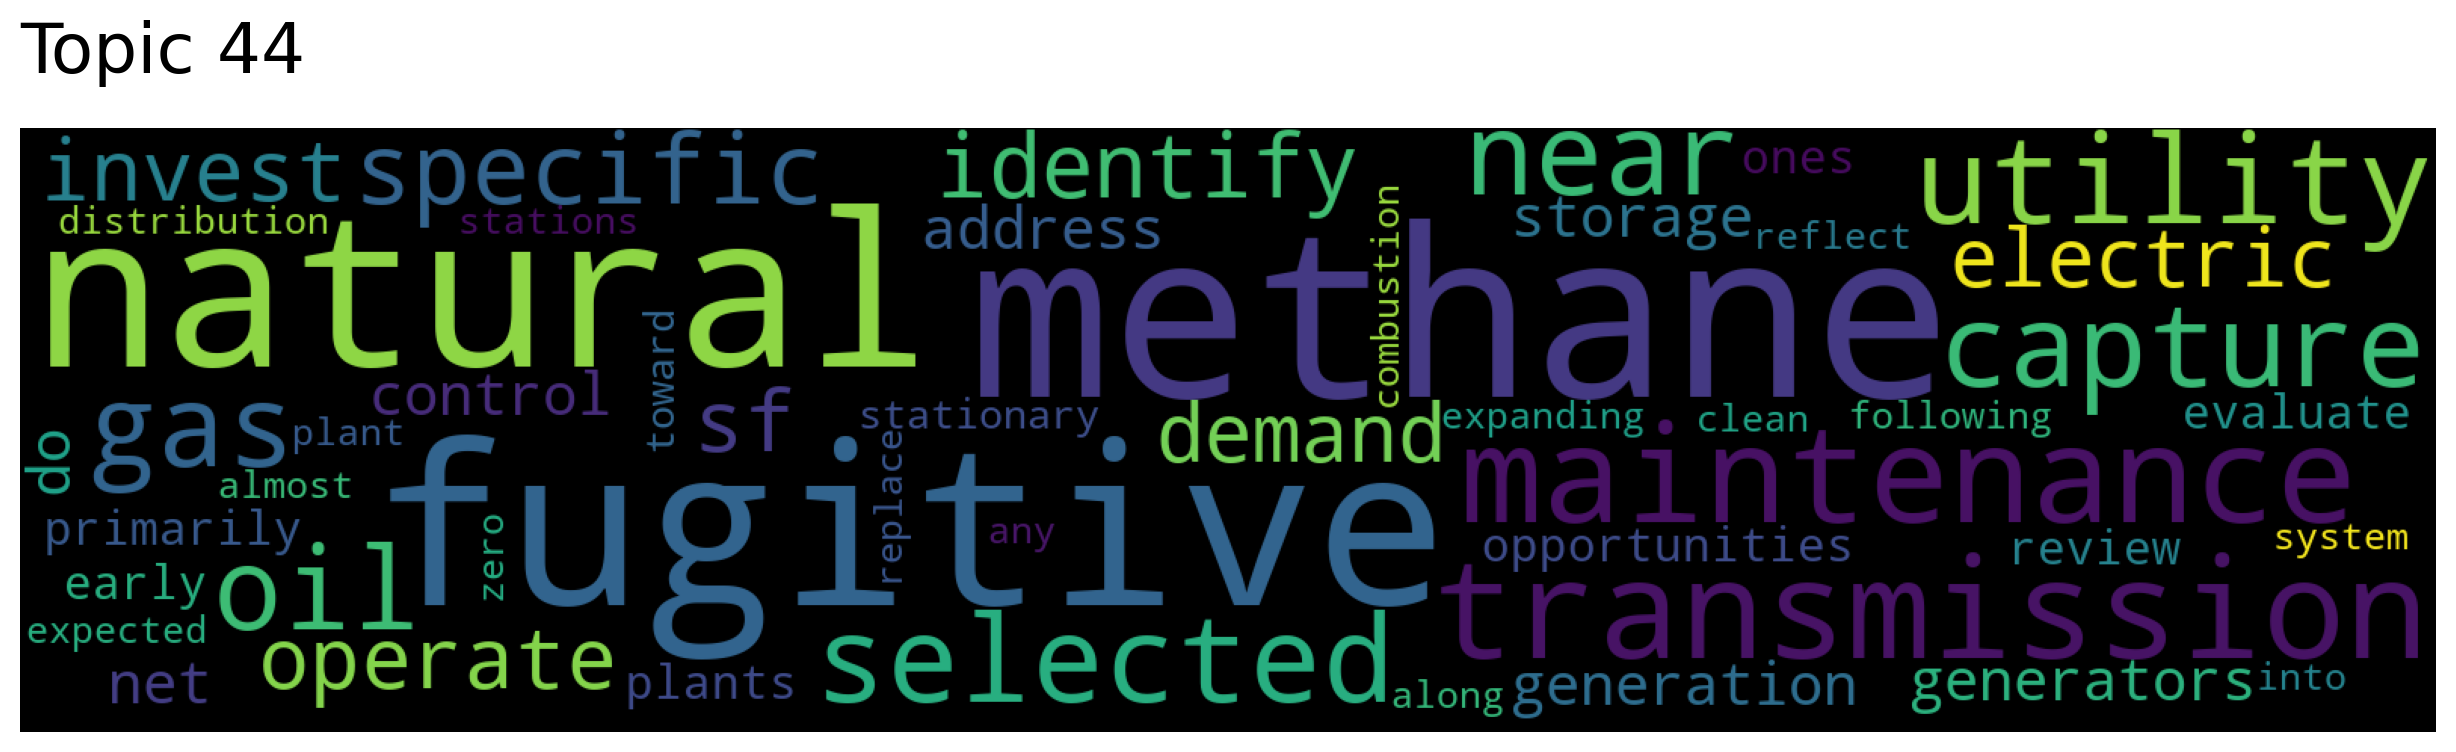 Topic 44
invest specific identify near ones utility
distribution stations address combustion storage reflect electric
natural methane capture
toward control gas plant sf stationary demand expanding clean following evaluate
do almost fugitive replace maintenance
primarily zero any opportunities review system
early oil transmission
expected operate selected
net plants along generation generators into